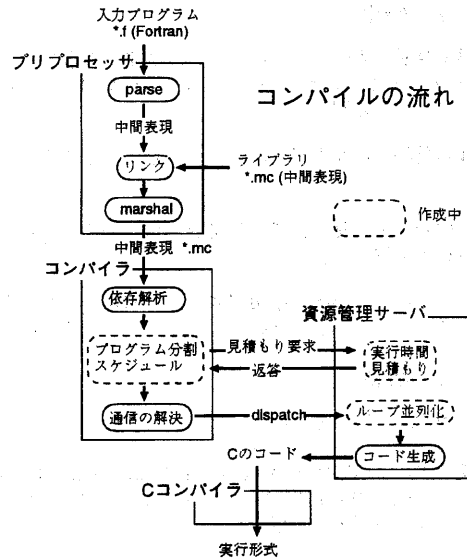 入力プログラム
*.f (Fortran)
プリプロセッサ
parse
コンパイルの流れ
中間表現
リンク
ライブラリ
*.mc (中間表現)
marshal
作成中
中間表現 *.mc
コンパイラ
依存解析
資源管理サーバ
プログラム分割
スケジュール
見積もり要求
返答
実行時間
見積もり
通信の解決
dispatch
ループ並列化
Cのコード
コード生成
Cコンパイラ
実行形式